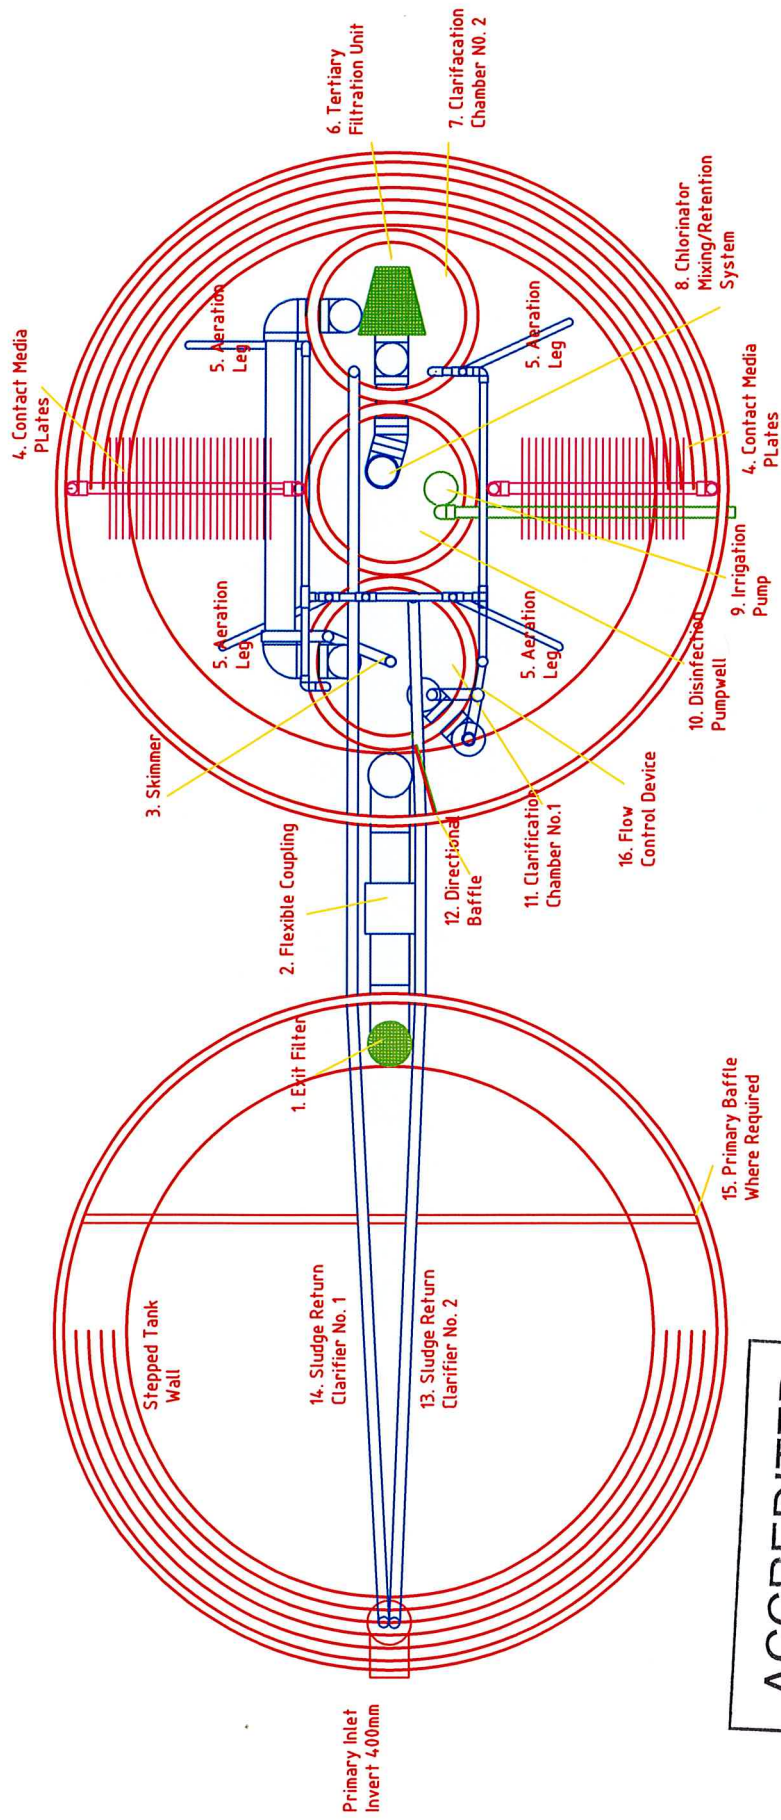 4. Contact Media
PLates
5. Aeration
Leg
6. Tertiary
Filtration Unit
7. Clarifacation
Chamber NO. 2
5. Aeration
Leg
3. Skimmer
2. Flexible Coupling
1. Exit Filter
Stepped Tank
Wall
14. Sludge Return
Clarifier No. 1
13. Sludge Return
Clarifier No. 2
Primary Inlet
Invert 400mm
15. Primary Baffle
Where Required
12. Directional
Baffle
11. Clarification
Chamber No.1
16. Flow
Control Device
5. Aeration
Leg
10. Disinfection
Pumpwell
9. Irrigation
Pump
4. Contact Media
PLates
5. Aeration
Leg
8. Chlorinator
Mixing/Retention
System